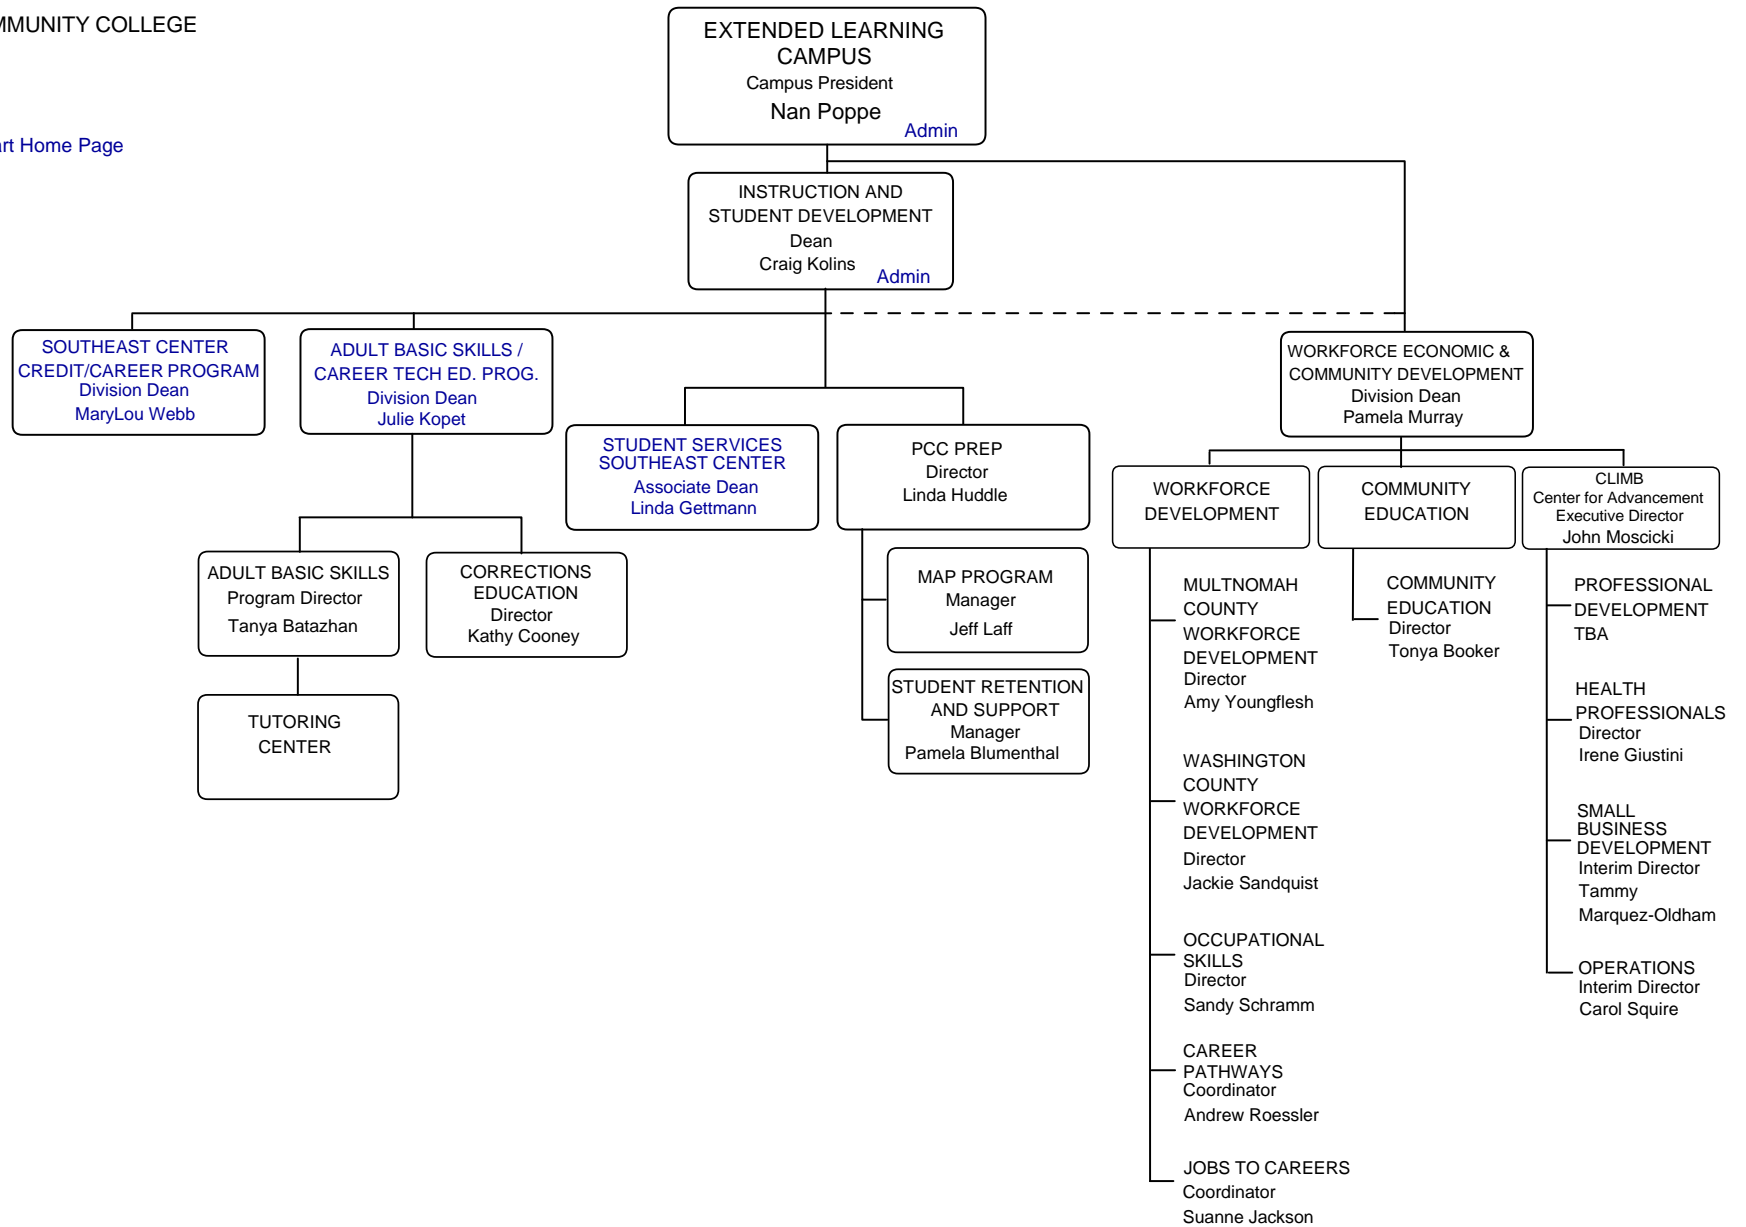 MMUNITY COLLEGE
art Home Page
EXTENDED LEARNING
CAMPUS
Campus President
Nan Poppe
Admin
INSTRUCTION AND
STUDENT DEVELOPMENT
Dean
Craig Kolins
Admin
SOUTHEAST CENTER
CREDIT/CAREER PROGRAM
Division Dean
MaryLou Webb
ADULT BASIC SKILLS /
CAREER TECH ED. PROG.
Division Dean
Julie Kopet
STUDENT SERVICES
SOUTHEAST CENTER
Associate Dean
Linda Gettmann
PCC PREP
Director
Linda Huddle
WORKFORCE ECONOMIC &
COMMUNITY DEVELOPMENT
Division Dean
Pamela Murray
ADULT BASIC SKILLS
Program Director
Tanya Batazhan
CORRECTIONS
EDUCATION
Director
Kathy Cooney
TUTORING
CENTER
MAP PROGRAM
Manager
Jeff Laff
STUDENT RETENTION
AND SUPPORT
Manager
Pamela Blumenthal
WORKFORCE
DEVELOPMENT
COMMUNITY
EDUCATION
CLIMB
Center for Advancement
Executive Director
John Moscicki
MULTNOMAH
COUNTY
WORKFORCE
DEVELOPMENT
Director
Amy Youngflesh
WASHINGTON
COUNTY
WORKFORCE
DEVELOPMENT
Director
Jackie Sandquist
OCCUPATIONAL
SKILLS
Director
Sandy Schramm
CAREER
PATHWAYS
Coordinator
Andrew Roessler
JOBS TO CAREERS
Coordinator
Suanne Jackson
COMMUNITY
EDUCATION
Director
Tonya Booker
PROFESSIONAL
DEVELOPMENT
TBA
HEALTH
PROFESSIONALS
Director
Irene Giustini
SMALL
BUSINESS
DEVELOPMENT
Interim Director
Tammy
Marquez-Oldham
OPERATIONS
Interim Director
Carol Squire